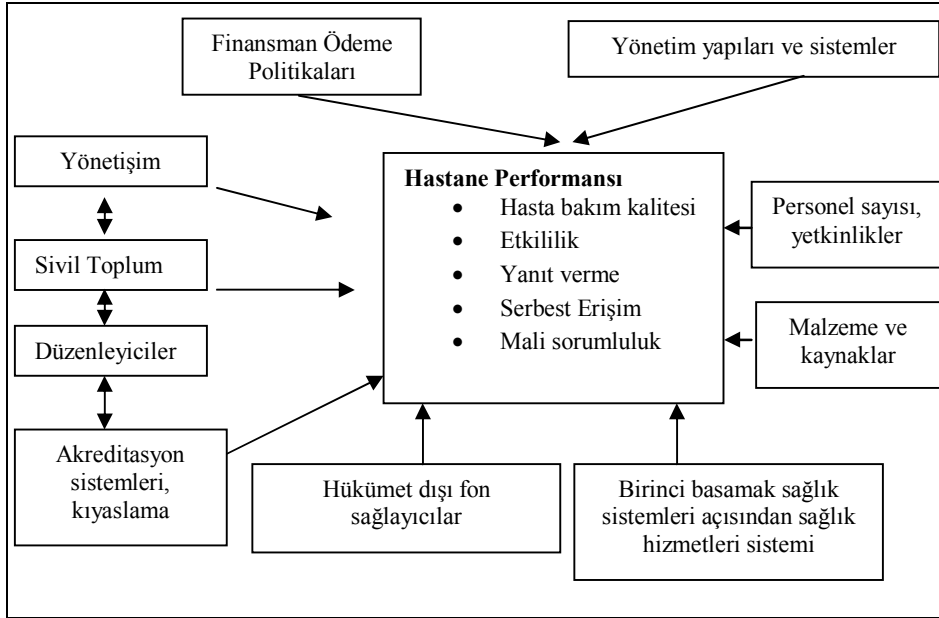 Finansman Ödeme
Politikaları
Yönetim yapıları ve sistemler
Yönetişim
Sivil Toplum
Düzenleyiciler
Akreditasyon
sistemleri,
kıyaslama
Hastane Performansı
• Hasta bakım kalitesi
• Etkililik
• Yanıt verme
• Serbest Erişim
• Mali sorumluluk
Personel sayısı,
yetkinlikler
Malzeme ve
kaynaklar
Hükümet dışı fon
sağlayıcılar
Birinci basamak sağlık
sistemleri açısından sağlık
hizmetleri sistemi